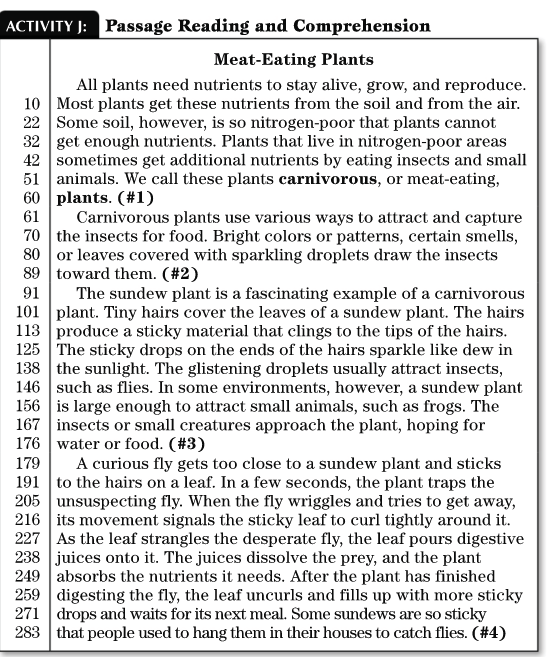 ACTIVITY J: Passage Reading and Comprehension
Meat-Eating Plants
All plants need nutrients to stay alive, grow, and reproduce.
10 Most plants get these nutrients from the soil and from the air.
22 Some soil, however, is so nitrogen-poor that plants cannot
32 get enough nutrients. Plants that live in nitrogen-poor areas
42 sometimes get additional nutrients by eating insects and small
51 animals. We call these plants carnivorous, or meat-eating,
60 plants. (#1)
61 Carnivorous plants use various ways to attract and capture
70 the insects for food. Bright colors or patterns, certain smells,
80 or leaves covered with sparkling droplets draw the insects
89 toward them. (#2)
91 The sundew plant is a fascinating example of a carnivorous
101 plant. Tiny hairs cover the leaves of a sundew plant. The hairs
113 produce a sticky material that clings to the tips of the hairs.
125 The sticky drops on the ends of the hairs sparkle like dew in
138 the sunlight. The glistening droplets usually attract insects,
146 such as flies. In some environments, however, a sundew plant
156 is large enough to attract small animals, such as frogs. The
167 insects or small creatures approach the plant, hoping for
176 water or food. (#3)
179 A curious fly gets too close to a sundew plant and sticks
191 to the hairs on a leaf. In a few seconds, the plant traps the
205 unsuspecting fly. When the fly wriggles and tries to get away,
216 its movement signals the sticky leaf to curl tightly around it.
227 As the leaf strangles the desperate fly, the leaf pours digestive
238 juices onto it. The juices dissolve the prey, and the plant
249 absorbs the nutrients it needs. After the plant has finished
259 digesting the fly, the leaf uncurls and fills up with more sticky
271 drops and waits for its next meal. Some sundews are so sticky
283 that people used to hang them in their houses to catch flies. (#4)